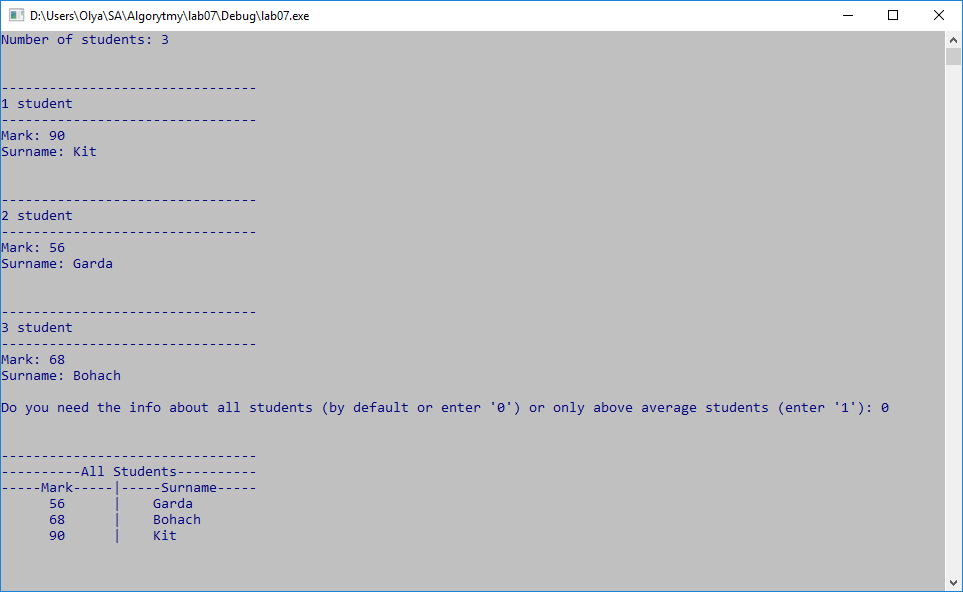 D:\Users\Olya\SA\Algorytmy\lab07\Debug\lab07.exe
Number of students: 3
--------------------------------
1 student
--------------------------------
Mark: 90
Surname: Kit
--------------------------------
2 student
--------------------------------
Mark: 56
Surname: Garda
--------------------------------
3 student
--------------------------------
Mark: 68
Surname: Bohach
Do you need the info about all students (by default or enter '0') or only above average students (enter '1'): 0
--------------------------------
----------All Students----------
-----Mark-----|-----Surname-----
56 | Garda
68 | Bohach
90 | Kit